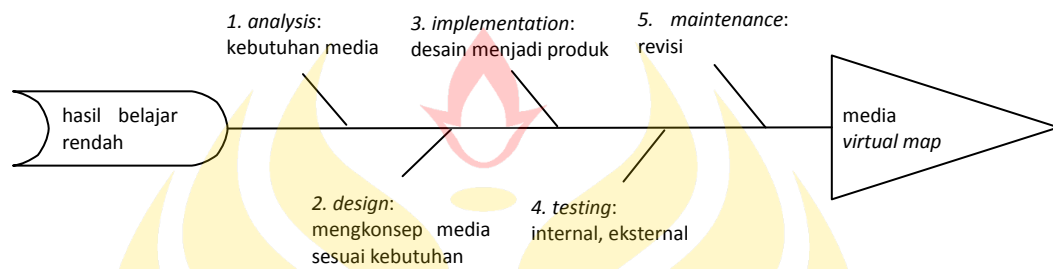 hasil belajar
rendah
1. analysis:
kebutuhan media
2. design:
mengkonsep media
sesuai kebutuhan
3. implementation:
desain menjadi produk
4. testing:
internal, eksternal
5. maintenance:
revisi
media
virtual map